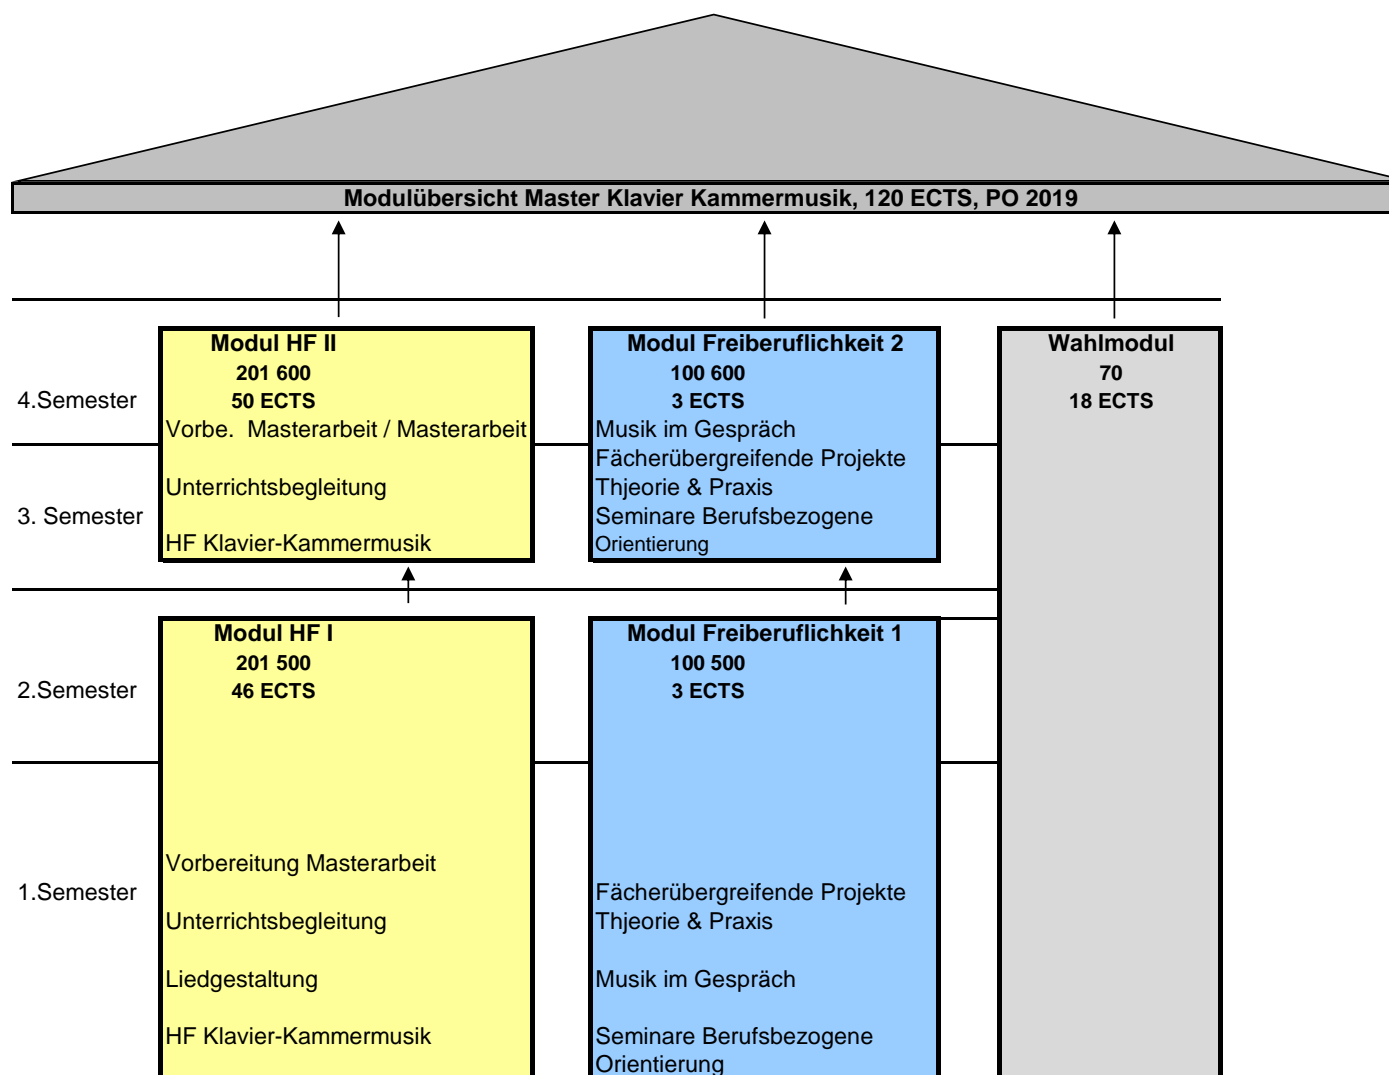 Modulübersicht Master Klavier Kammermusik, 120 ECTS, PO 2019
4.Semester
3. Semester
Modul HF II
201 600
50 ECTS
Vorbe.  Masterarbeit / Masterarbeit
Unterrichtsbegleitung
HF Klavier-Kammermusik
Modul Freiberuflichkeit 2
100 600
3 ECTS
Musik im Gespräch
Fächerübergreifende Projekte
Thjeorie & Praxis
Seminare Berufsbezogene
Orientierung
Wahlmodul
70
18 ECTS
2.Semester
1.Semester
Modul HF I
201 500
46 ECTS
Vorbereitung Masterarbeit
Unterrichtsbegleitung
Liedgestaltung
HF Klavier-Kammermusik
Modul Freiberuflichkeit 1
100 500
3 ECTS
Fächerübergreifende Projekte
Thjeorie & Praxis
Musik im Gespräch
Seminare Berufsbezogene
Orientierung